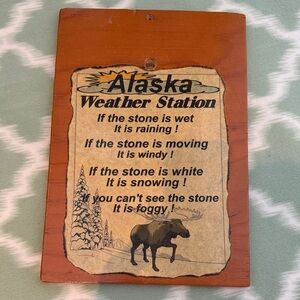 Alaska
Weather Station
If the stone is wet
It is raining !
If the stone is moving
It is windy !
If the stone is white
It is snowing !
If you can't see the stone
It is foggy !